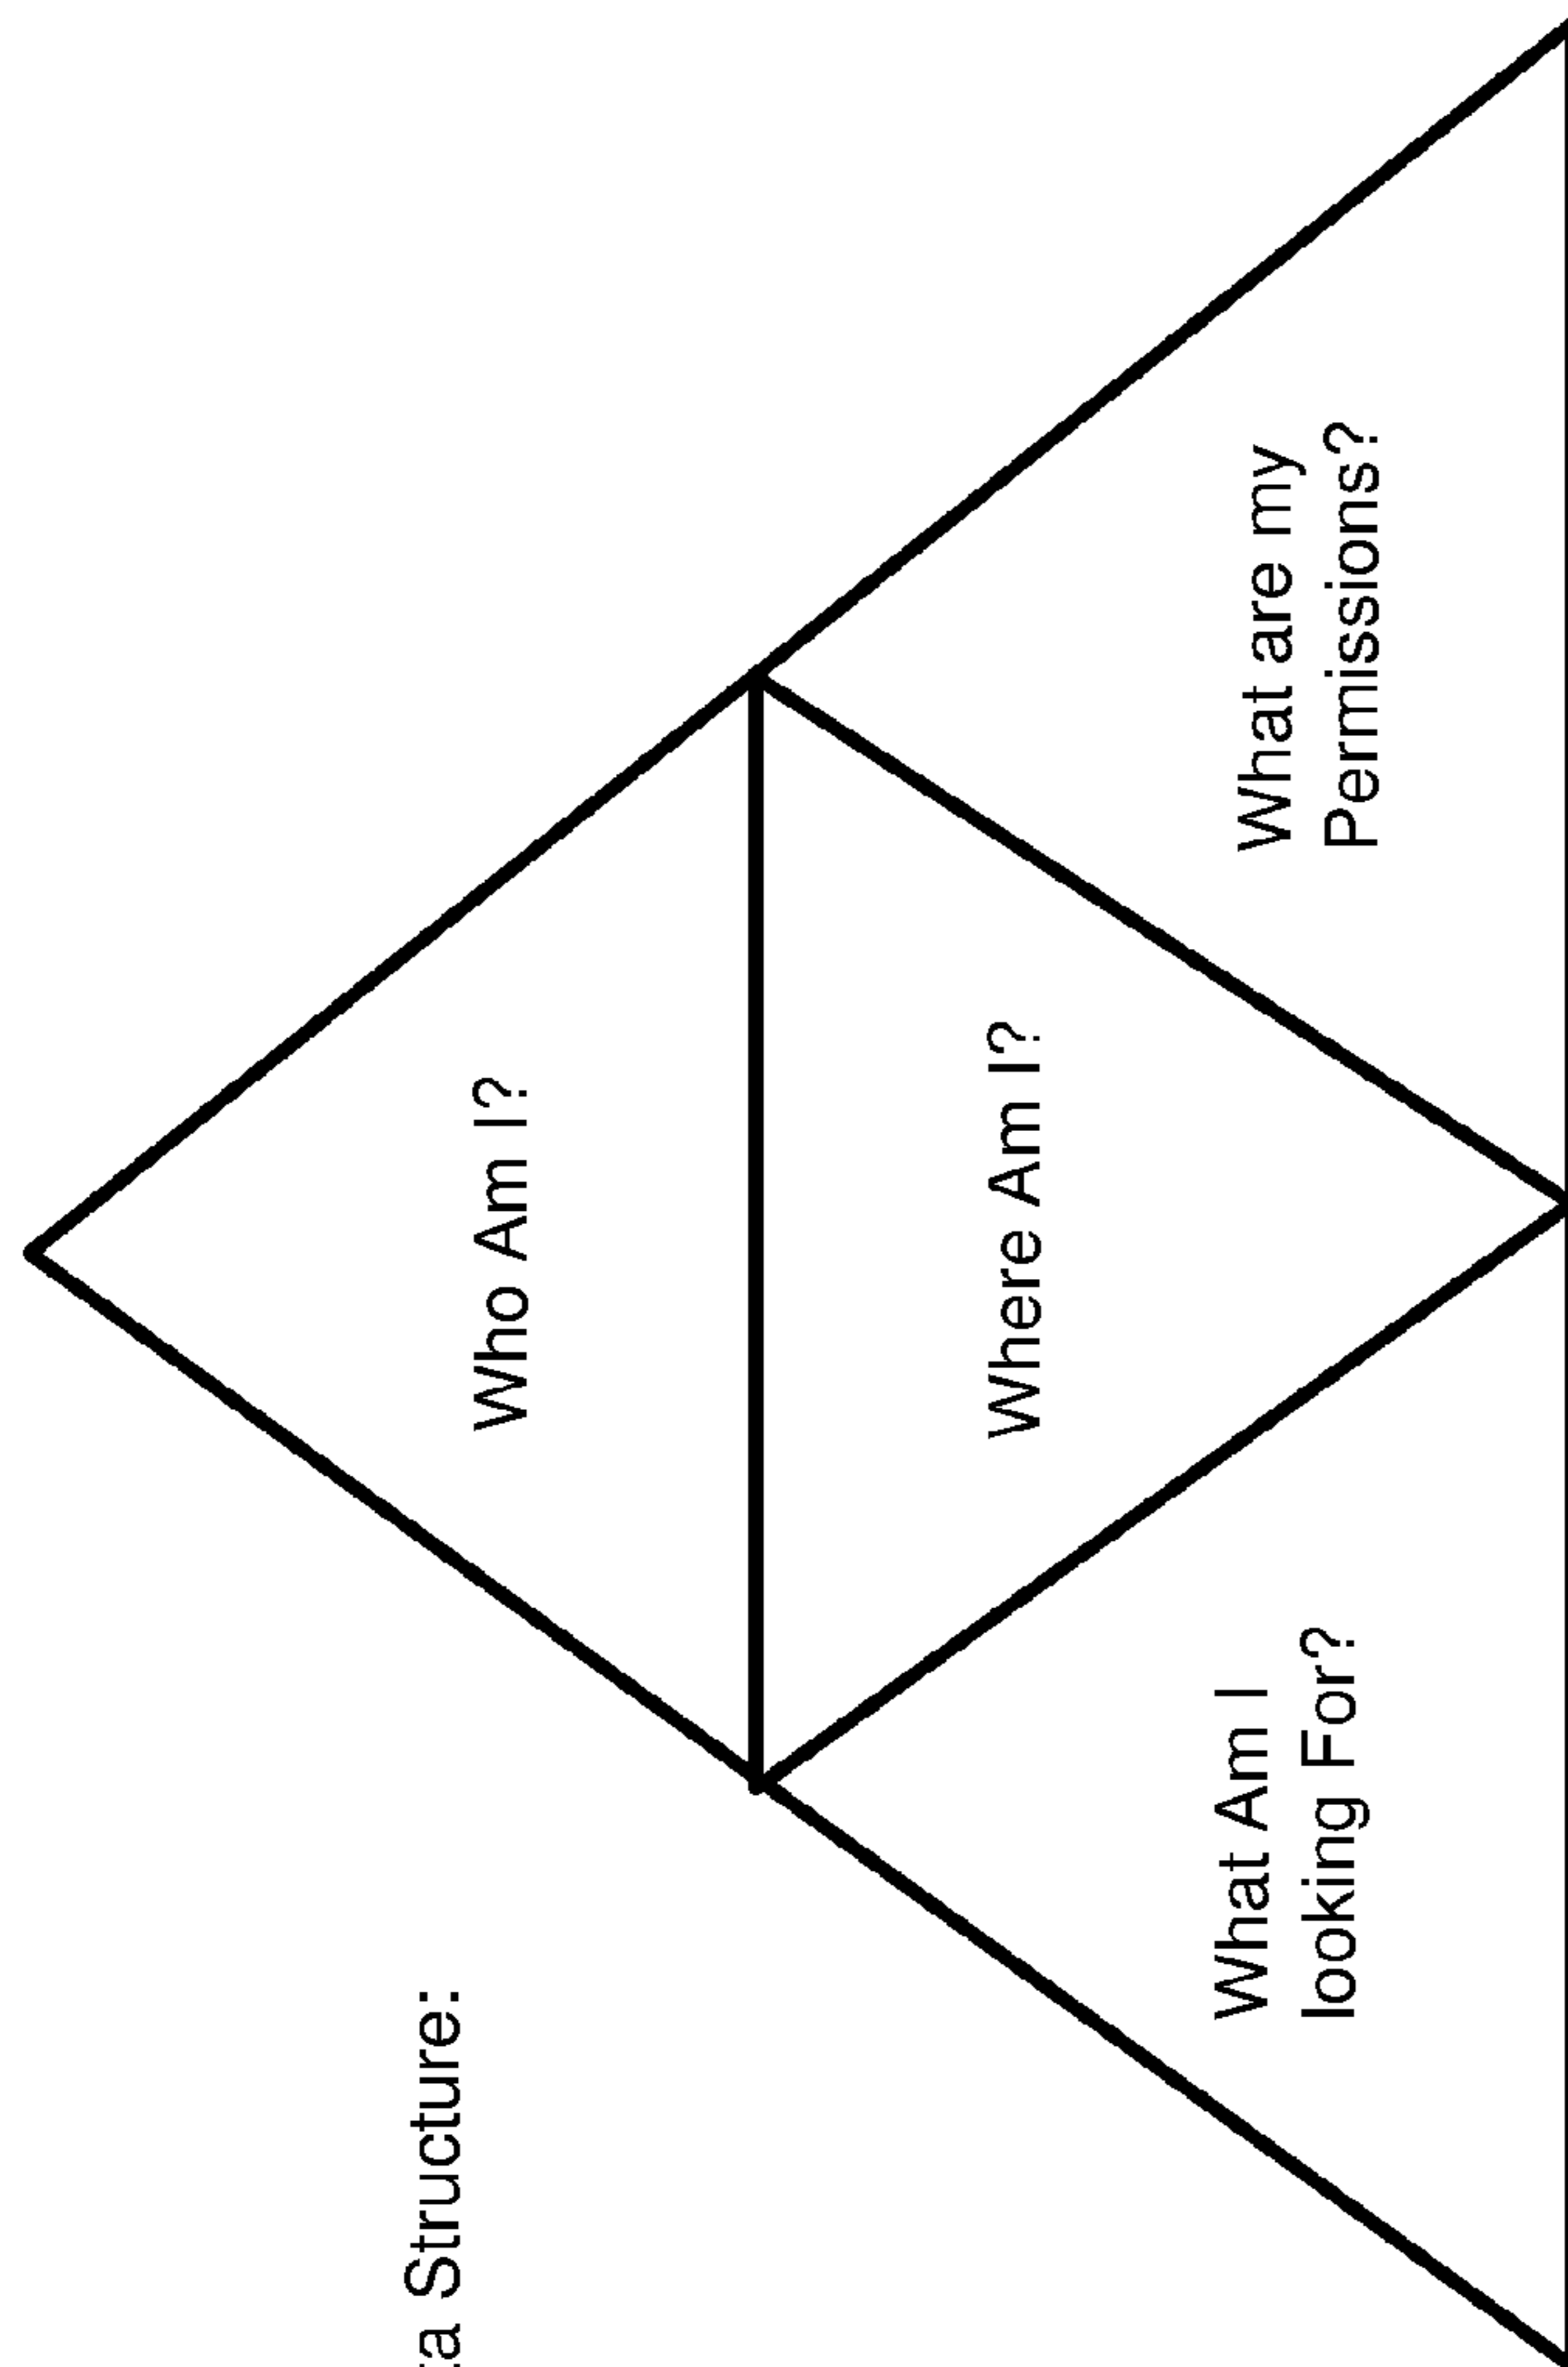 Structure:
Who Am I?
Where Am I?
What Am I
looking For?
What are my
Permissions?